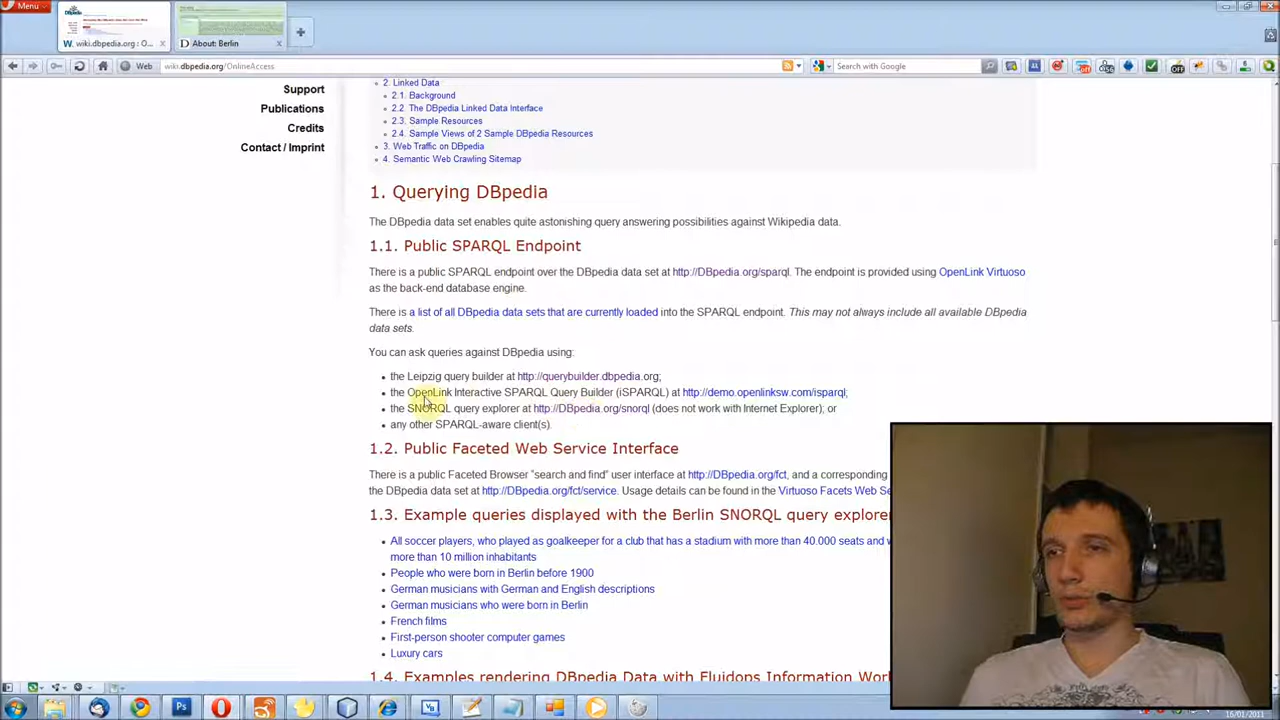 Menu
wiki.dbpedia.org : O...
About: Berlin
Web
wiki.dbpedia.org/OnlineAccess
Search with Google
Support
Publications
Credits
Contact / Imprint
2. Linked Data
2.1. Background
2.2. The DBpedia Linked Data Interface
2.3. Sample Resources
2.4. Sample Views of 2 Sample DBpedia Resources
3. Web Traffic on DBpedia
4. Semantic Web Crawling Sitemap
1. Querying DBpedia
The DBpedia data set enables quite astonishing query answering possibilities against Wikipedia data.
1.1. Public SPARQL Endpoint
There is a public SPARQL endpoint over the DBpedia data set at http://DBpedia.org/sparql. The endpoint is provided using OpenLink Virtuoso
as the back-end database engine.
There is a list of all DBpedia data sets that are currently loaded into the SPARQL endpoint. This may not always include all available DBpedia
data sets.
You can ask queries against DBpedia using:
the Leipzig query builder at http://querybuilder.dbpedia.org;
the OpenLink Interactive SPARQL Query Builder (iSPARQL) at http://demo.openlinksw.com/isparql;
the SNORQL query explorer at http://DBpedia.org/snorql (does not work with Internet Explorer); or
any other SPARQL-aware client(s).
1.2. Public Faceted Web Service Interface
There is a public Faceted Browser "search and find" user interface at http://DBpedia.org/fct, and a corresponding
the DBpedia data set at http://DBpedia.org/fct/service. Usage details can be found in the Virtuoso Facets Web Se
1.3. Example queries displayed with the Berlin SNORQL query explorer
All soccer players, who played as goalkeeper for a club that has a stadium with more than 40.000 seats and w
more than 10 million inhabitants
People who were born in Berlin before 1900
German musicians with German and English descriptions
German musicians who were born in Berlin
French films
First-person shooter computer games
Luxury cars
1.4. Examples rendering DBpedia Data with Fluidops Information Work
16/01/2011